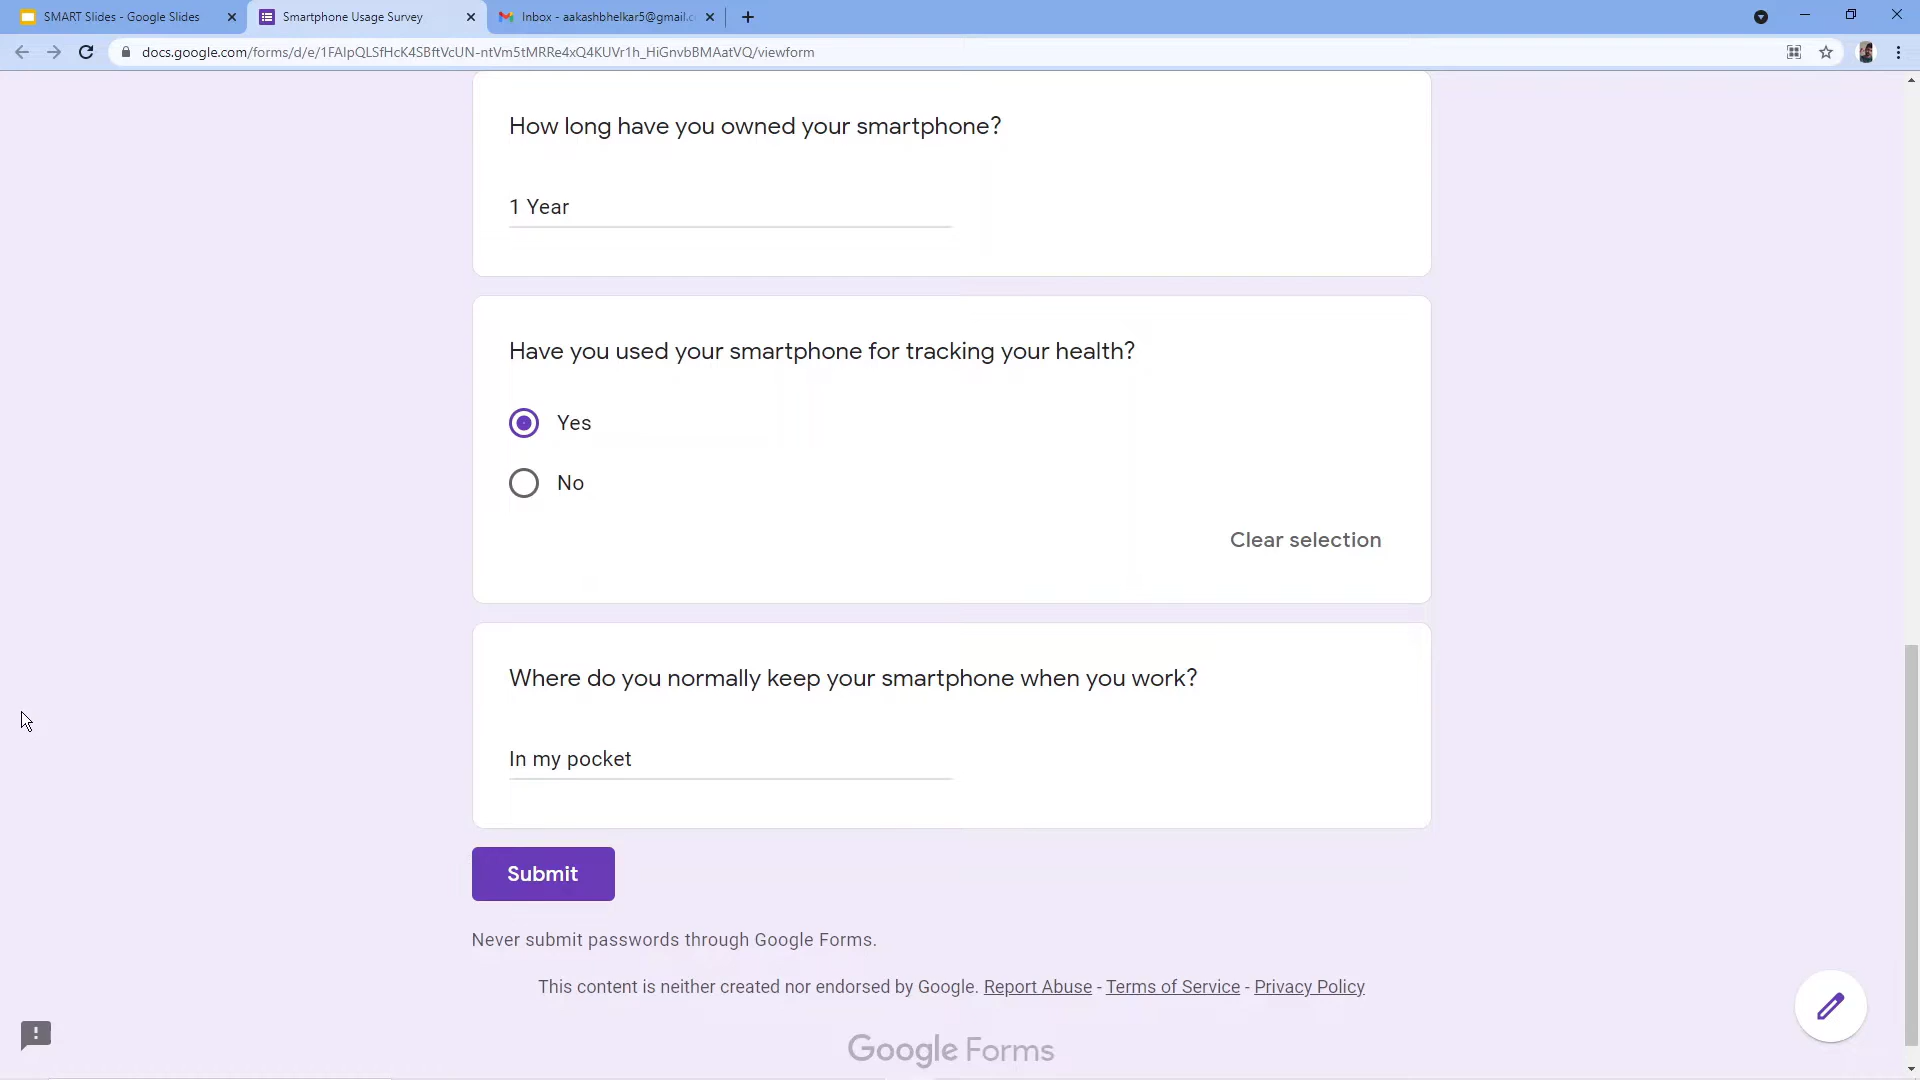 SMART Slides - Google Slides
Smartphone Usage Survey
Inbox - aakashbhelkar5@gmail.c
docs.google.com/forms/d/e/1FAIpQLSfHcK4SBftVcUN-ntVm5tMRRe4xQ4KUVr1h_HiGnvbBMAatVQ/viewform
How long have you owned your smartphone?
1 Year
Have you used your smartphone for tracking your health?
Yes
No
Clear selection
Where do you normally keep your smartphone when you work?
In my pocket
Submit
Never submit passwords through Google Forms.
This content is neither created nor endorsed by Google. Report Abuse - Terms of Service - Privacy Policy
Google Forms